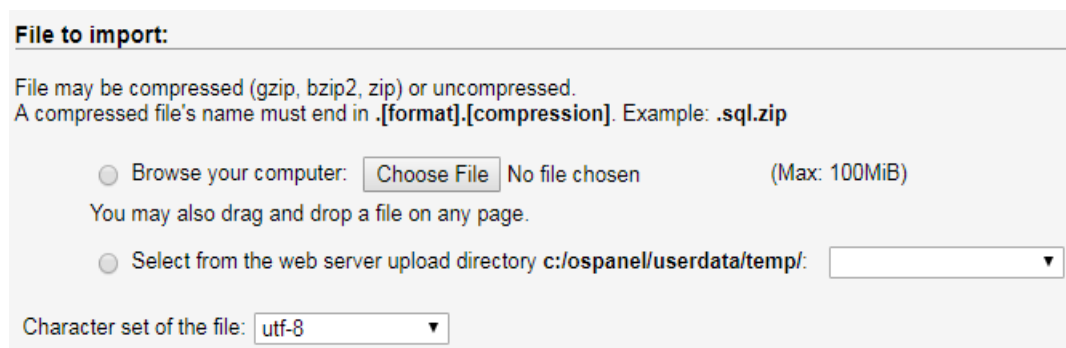 File to import:
File may be compressed (gzip, bzip2, zip) or uncompressed.
A compressed file's name must end in .[format].[compression]. Example: .sql.zip
Browse your computer: Choose File No file chosen (Max: 100MiB)
You may also drag and drop a file on any page.
Select from the web server upload directory c:/ospanel/userdata/temp/:
Character set of the file: utf-8